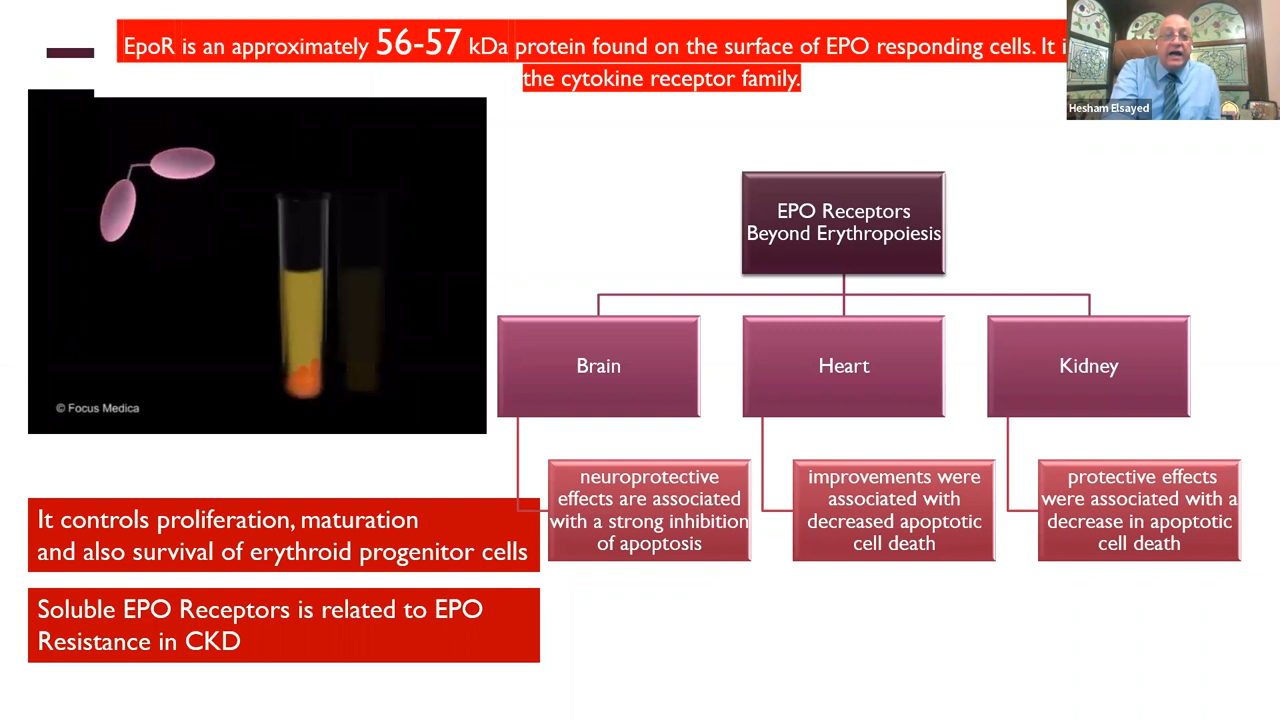 EpoR is an approximately 56-57 kDa protein found on the surface of EPO responding cells. It
the cytokine receptor family.
Hesham Elsayed
© Focus Medica
EPO Receptors
Beyond Erythropoiesis
Brain
Heart
Kidney
neuroprotective
effects are associated
with a strong inhibition
of apoptosis
improvements were
associated with
decreased apoptotic
cell death
protective effects
were associated with a
decrease in apoptotic
cell death
It controls proliferation, maturation
and also survival of erythroid progenitor cells
Soluble EPO Receptors is related to EPO
Resistance in CKD